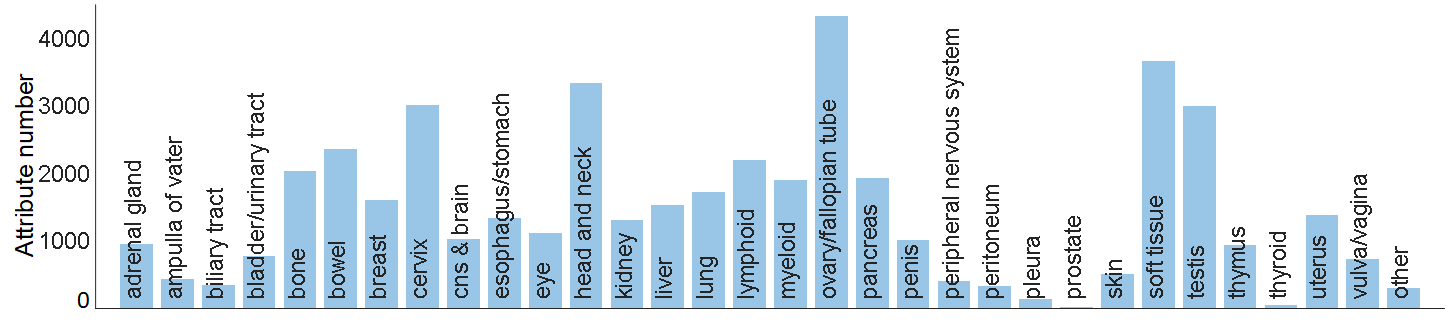 Attribute number
4000
3000
2000
1000
0
adrenal gland
ampulla of vater
biliary tract
bladder/urinary tract
bone
bowel
breast
cervix
cns & brain
esophagus/stomach
eye
head and neck
kidney
liver
lung
lymphoid
myeloid
ovary/fallopian tube
pancreas
penis
peripheral nervous system
peritoneum
pleura
prostate
skin
soft tissue
testis
thymus
thyroid
uterus
vulva/vagina
other